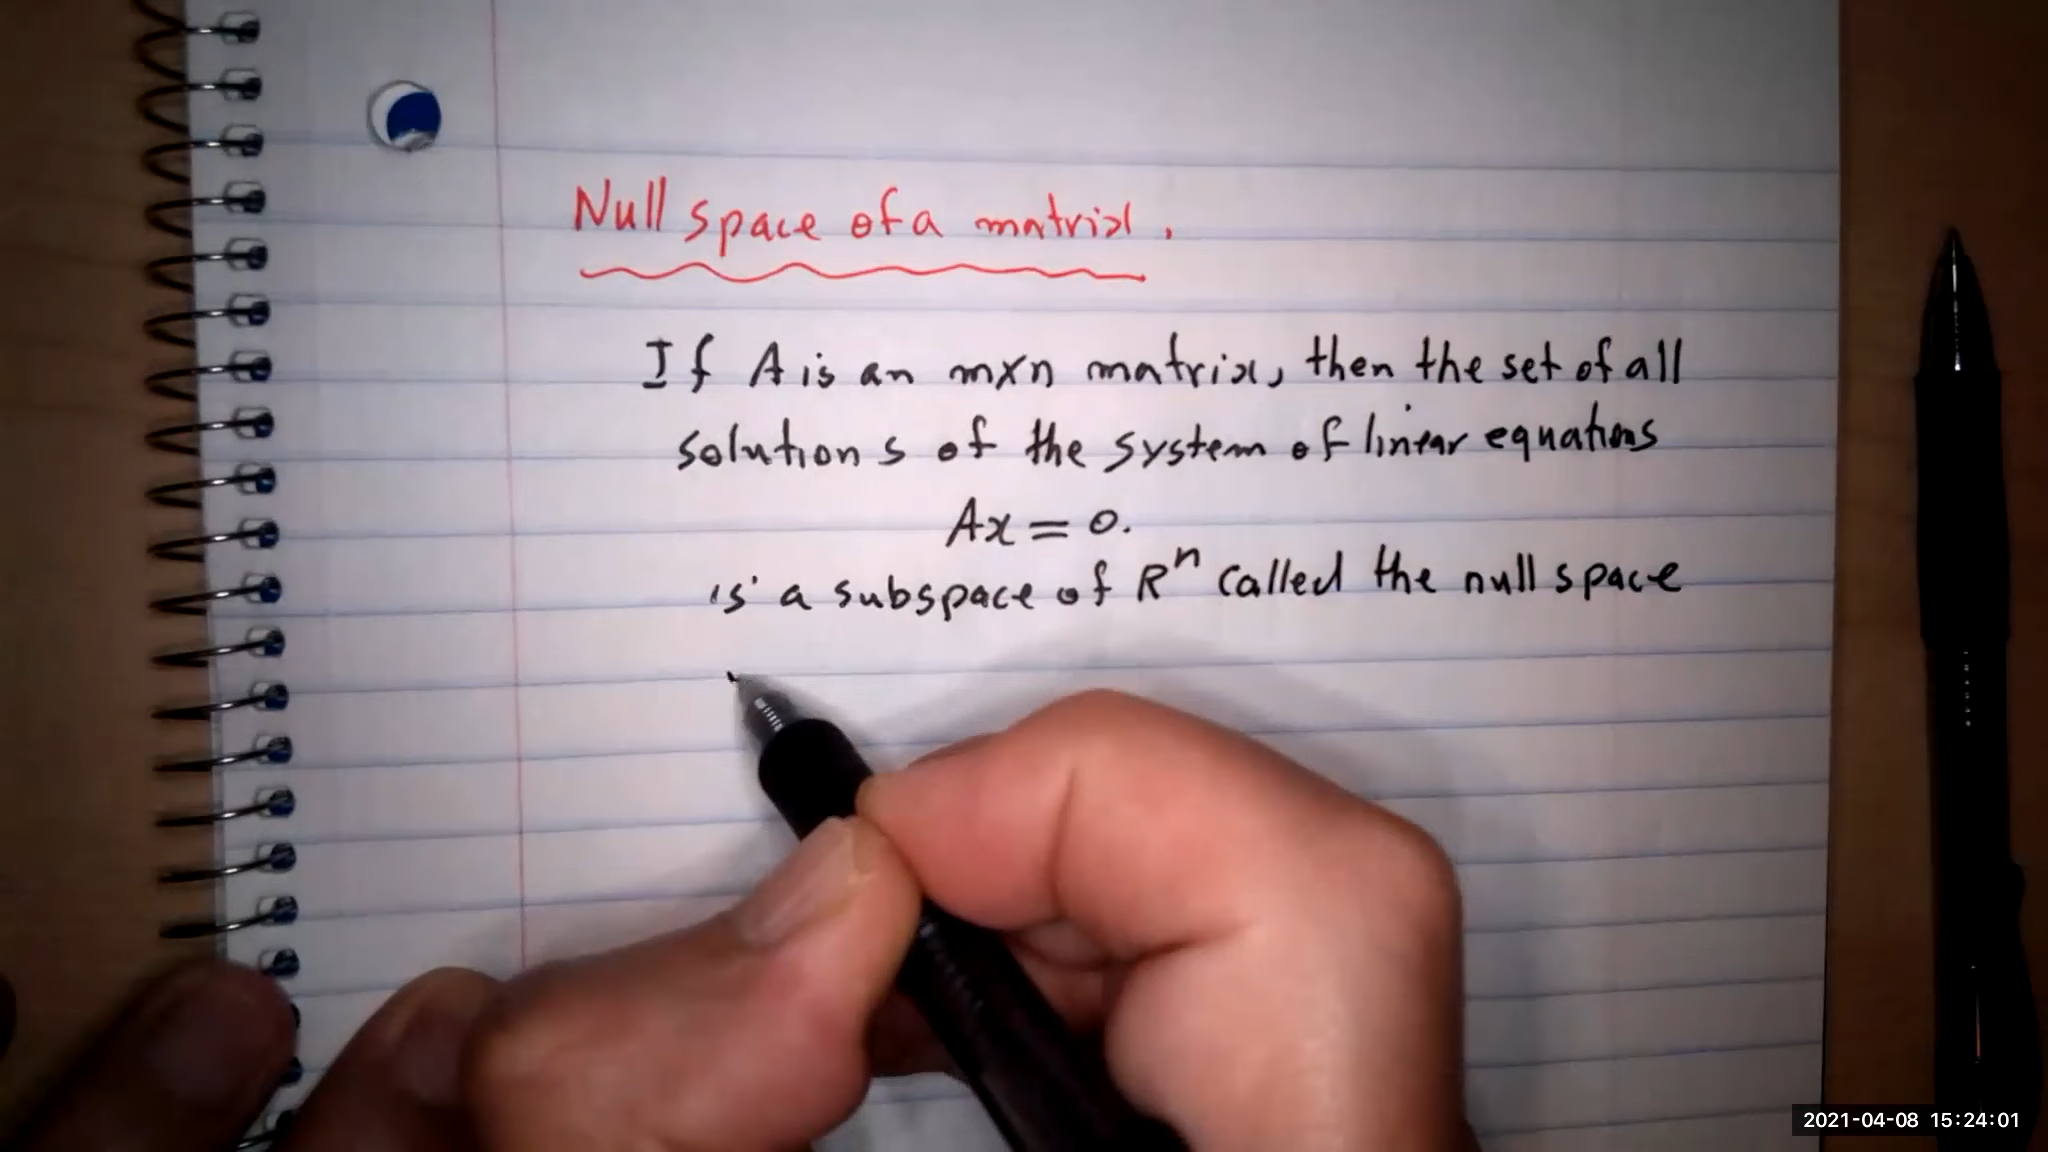 Null space of a matrix.
If A is an mxn matrix, then the set of all
solutions of the system of linear equations
Ax = 0.
is a subspace of Rⁿ called the null space
2021-04-08 15:24:01